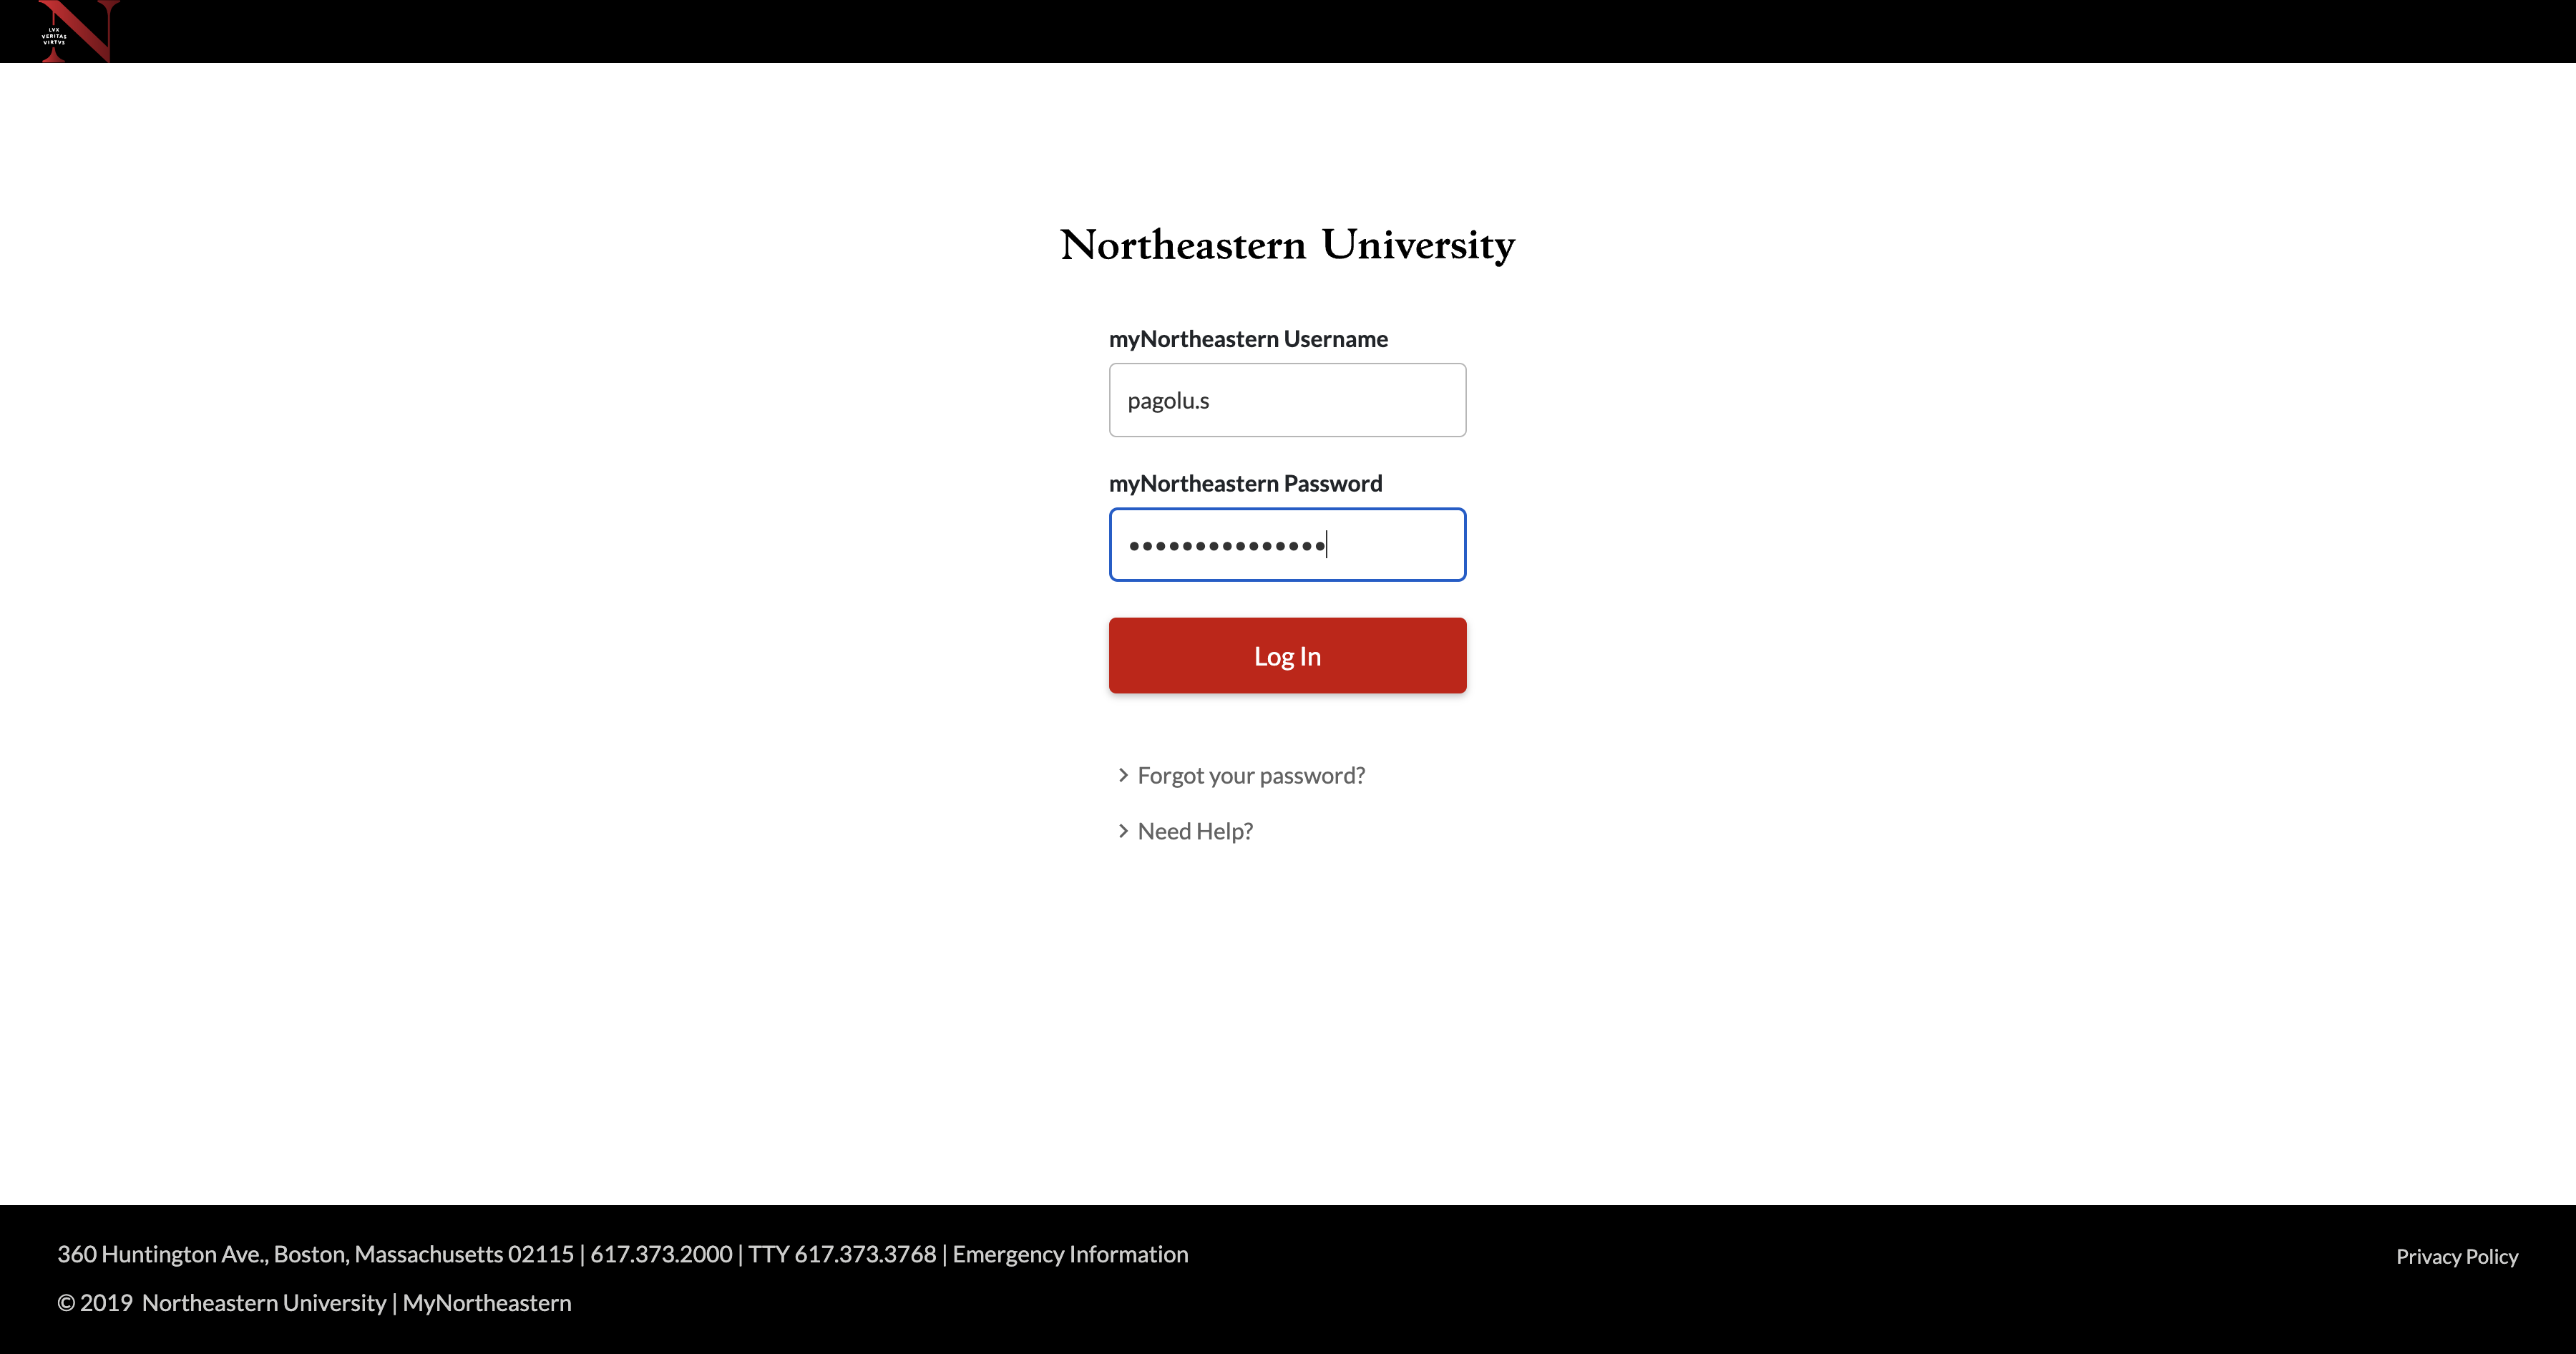 LVX
VERITAS
VIRTVS
Northeastern University
myNortheastern Username
pagolu.s
myNortheastern Password
•••••••••••••••
Log In
Forgot your password?
Need Help?
360 Huntington Ave., Boston, Massachusetts 02115 | 617.373.2000 | TTY 617.373.3768 | Emergency Information
Privacy Policy
© 2019 Northeastern University | MyNortheastern